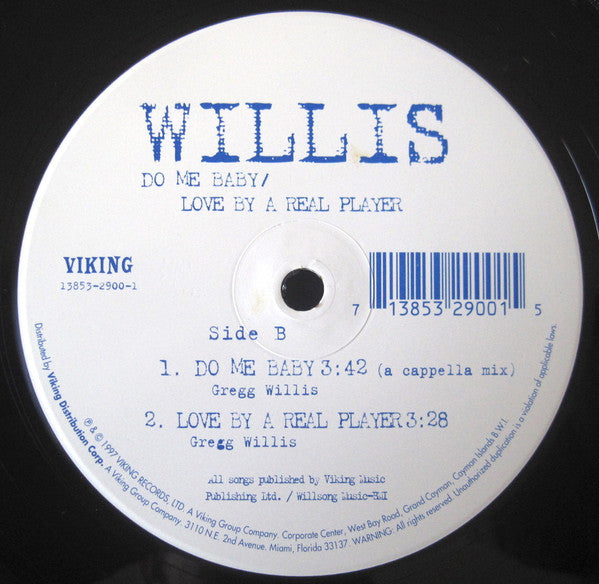 WILLIS
DO ME BABY/
LOVE BY A REAL PLAYER
VIKING
13853-2900-1
7 13853 29001 5
Side B
1. DO ME BABY 3:42 (a cappella mix)
Gregg Willis
2. LOVE BY A REAL PLAYER 3:28
Gregg Willis
All songs published by Viking Music
Publishing Ltd. / Willsong Music-BMI
Distributed by Viking Distribution Corp. A Viking Group Company. 3110 N.E. 2nd Avenue. Miami, Florida 33137 WARNING: All rights reserved. Unauthorized duplication is a violation of applicable laws.
℗ & © 1997 VIKING RECORDS, LTD. A Viking Group Company. Corporate Center, West Bay Road, Grand Cayman, Cayman Islands B.W.I.